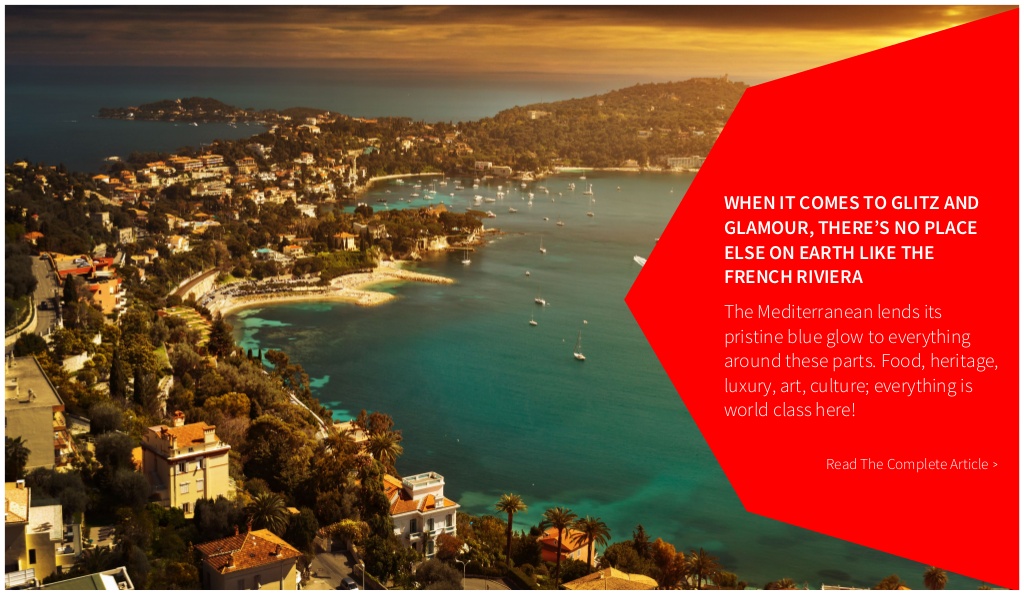 WHEN IT COMES TO GLITZ AND
GLAMOUR, THERE’S NO PLACE
ELSE ON EARTH LIKE THE
FRENCH RIVIERA
The Mediterranean lends its
pristine blue glow to everything
around these parts. Food, heritage,
luxury, art, culture; everything is
world class here!
Read The Complete Article >